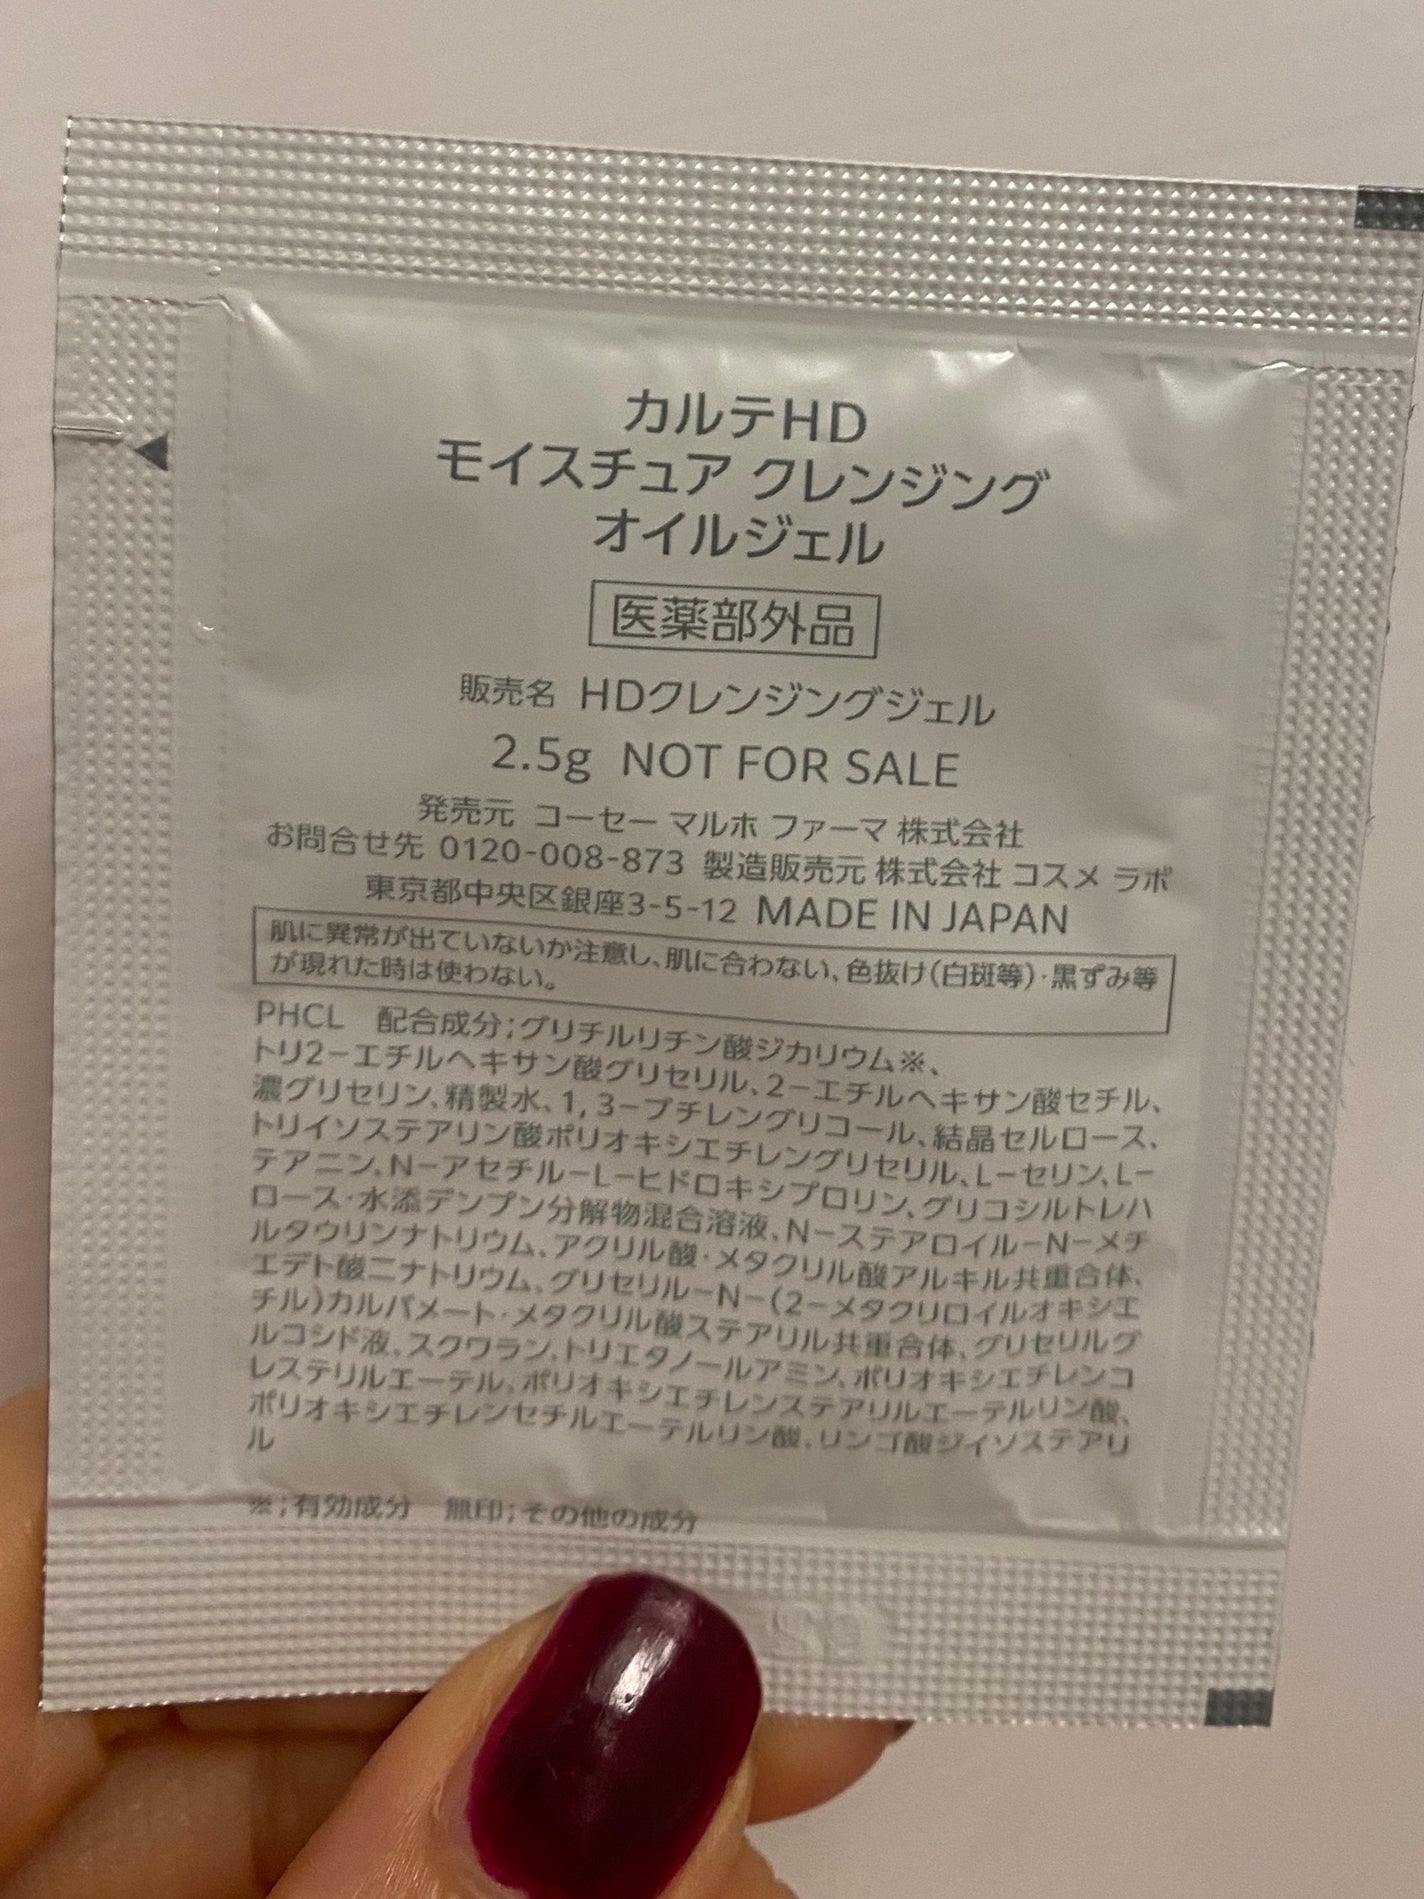 カルテHD
モイスチュア クレンジング
オイルジェル
医薬部外品
販売名 HDクレンジングジェル
2.5g NOT FOR SALE
発売元 コーセー マルホ ファーマ 株式会社
お問合せ先 0120-008-873 製造販売元 株式会社 コスメ ラボ
東京都中央区銀座3-5-12 MADE IN JAPAN
肌に異常が出ていないか注意し、肌に合わない、色抜け(白斑等)・黒ずみ等
が現れた時は使わない。
PHCL 配合成分;グリチルリチン酸ジカリウム※、
トリ2−エチルヘキサン酸グリセリル、2−エチルヘキサン酸セチル、
濃グリセリン、精製水、1,3−ブチレングリコール、結晶セルロース、
トリイソステアリン酸ポリオキシエチレングリセリル、L−セリン、L−
テアニン、N−アセチル−L−ヒドロキシプロリン、グリコシルトレハ
ロース・水添デンプン分解物混合溶液、N−ステアロイル−N−メチ
ルタウリンナトリウム、アクリル酸・メタクリル酸アルキル共重合体、
エデト酸二ナトリウム、グリセリル−N−(2−メタクリロイルオキシエ
チル)カルバメート・メタクリル酸ステアリル共重合体、グリセリルグ
ルコシド液、スクワラン、トリエタノールアミン、ポリオキシエチレンコ
レステリルエーテル、ポリオキシエチレンステアリルエーテルリン酸、
ポリオキシエチレンセチルエーテルリン酸、リンゴ酸ジイソステアリ
ル
※;有効成分 無印;その他の成分